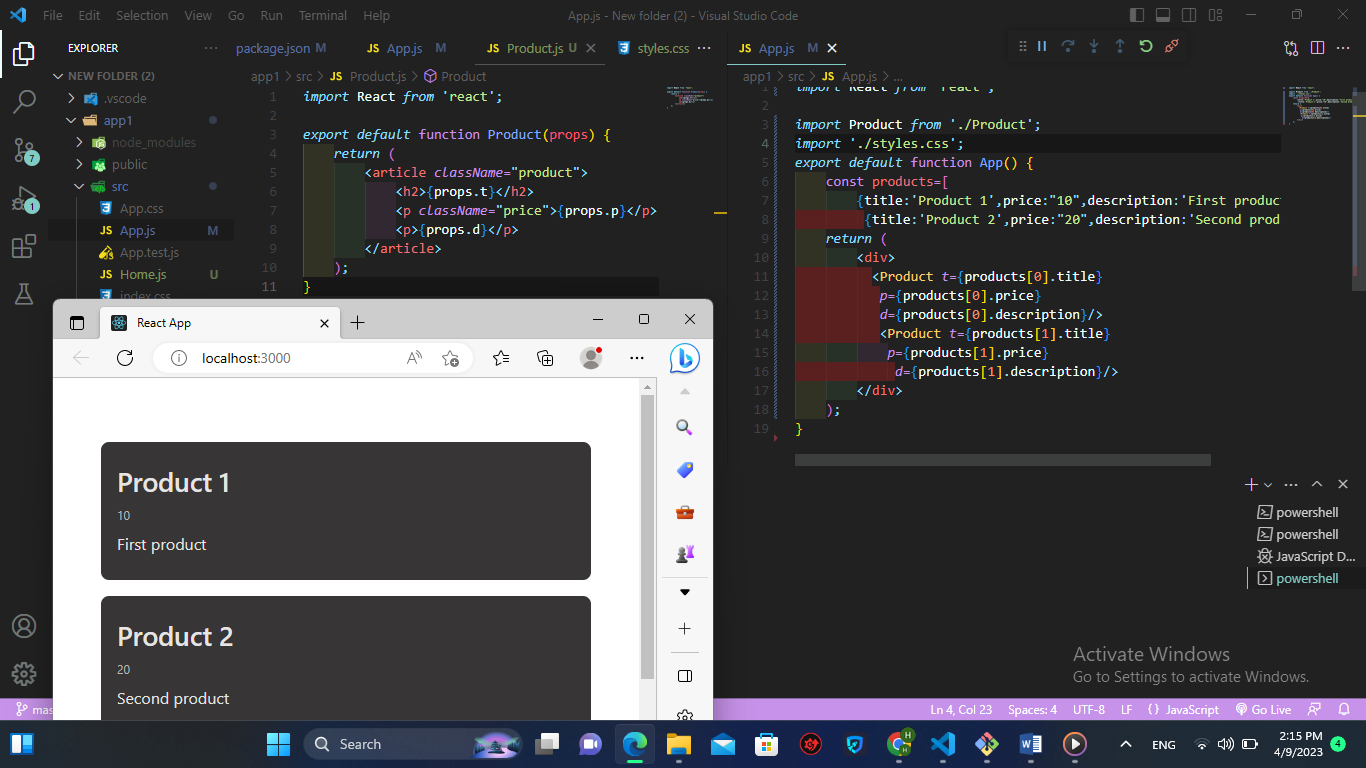 File Edit Selection View Go Run Terminal Help
App.js - New folder (2) - Visual Studio Code
EXPLORER
NEW FOLDER (2)
.vscode
app1
node_modules
public
src
App.css
App.js M
App.test.js
Home.js U
index.css
7
1
package.json M
App.js M
Product.js U
styles.css
app1 > src > JS Product.js > Product
1 import React from 'react';
2
3 export default function Product(props) {
4 return (
5 <article className="product">
6 <h2>{props.t}</h2>
7 <p className="price">{props.p}</p>
8 <p>{props.d}</p>
9 </article>
10 );
11 }
JS App.js M
app1 > src > JS App.js > ...
1 import React from 'react';
2
3 import Product from './Product';
4 import './styles.css';
5 export default function App() {
6 const products=[
7 {title:'Product 1',price:"10",description:'First produc
8 {title:'Product 2',price:"20",description:'Second prod
9 return (
10 <div>
11 <Product t={products[0].title}
12 p={products[0].price}
13 d={products[0].description}/>
14 <Product t={products[1].title}
15 p={products[1].price}
16 d={products[1].description}/>
17 </div>
18 );
19 }
React App
localhost:3000
Product 1
10
First product
Product 2
20
Second product
powershell
powershell
JavaScript D...
powershell
Activate Windows
Go to Settings to activate Windows.
mas
Ln 4, Col 23 Spaces: 4 UTF-8 LF {} JavaScript Go Live
Search
H
H
ENG
2:15 PM
4/9/2023
4